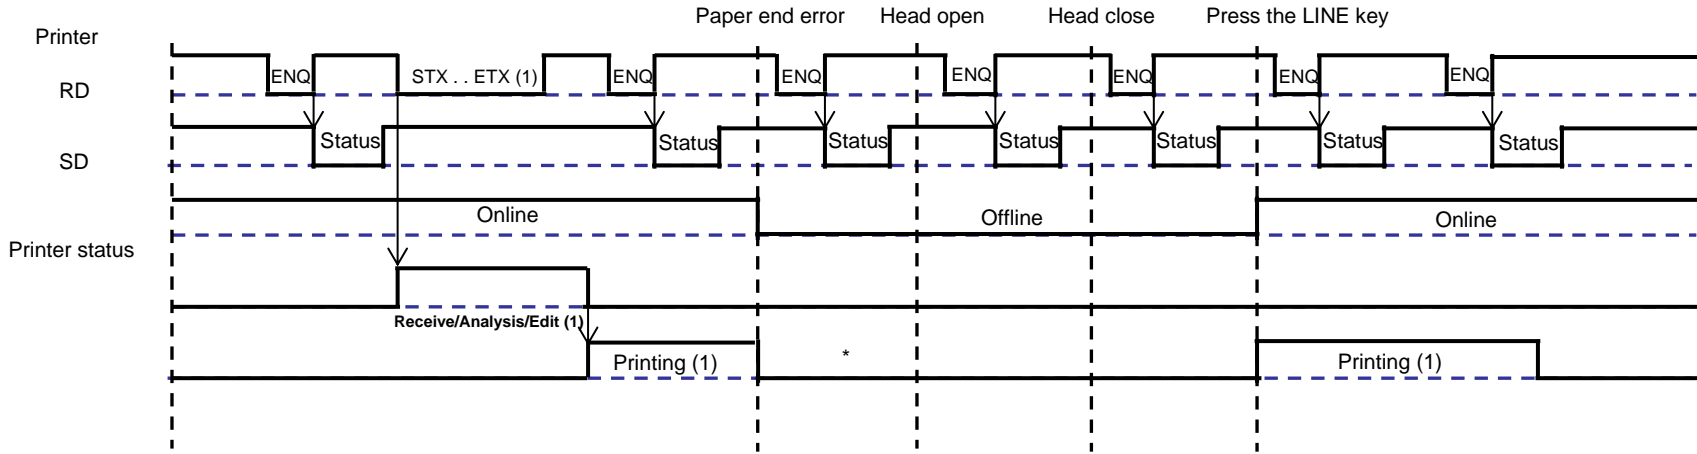 Paper end error Head open Head close Press the LINE key
Printer
ENQ STX . . ETX (1) ENQ ENQ ENQ ENQ ENQ ENQ
RD
Status Status Status Status Status Status Status
SD
Online Offline Online
Printer status
Receive/Analysis/Edit (1)
Printing (1) * Printing (1)